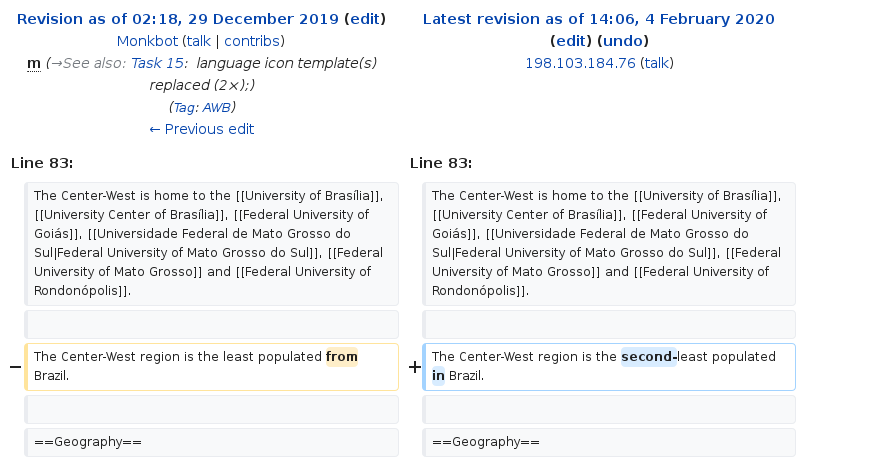 Revision as of 02:18, 29 December 2019 (edit)
Monkbot (talk | contribs)
m (→See also: Task 15: language icon template(s)
replaced (2×);)
(Tag: AWB)
← Previous edit
Latest revision as of 14:06, 4 February 2020
(edit) (undo)
198.103.184.76 (talk)
Line 83:
The Center-West is home to the [[University of Brasília]],
[[University Center of Brasília]], [[Federal University of
Goiás]], [[Universidade Federal de Mato Grosso do
Sul|Federal University of Mato Grosso do Sul]], [[Federal
University of Mato Grosso]] and [[Federal University of
Rondonópolis]].
− The Center-West region is the least populated from
Brazil.
==Geography==
Line 83:
The Center-West is home to the [[University of Brasília]],
[[University Center of Brasília]], [[Federal University of
Goiás]], [[Universidade Federal de Mato Grosso do
Sul|Federal University of Mato Grosso do Sul]], [[Federal
University of Mato Grosso]] and [[Federal University of
Rondonópolis]].
+ The Center-West region is the second-least populated
in Brazil.
==Geography==